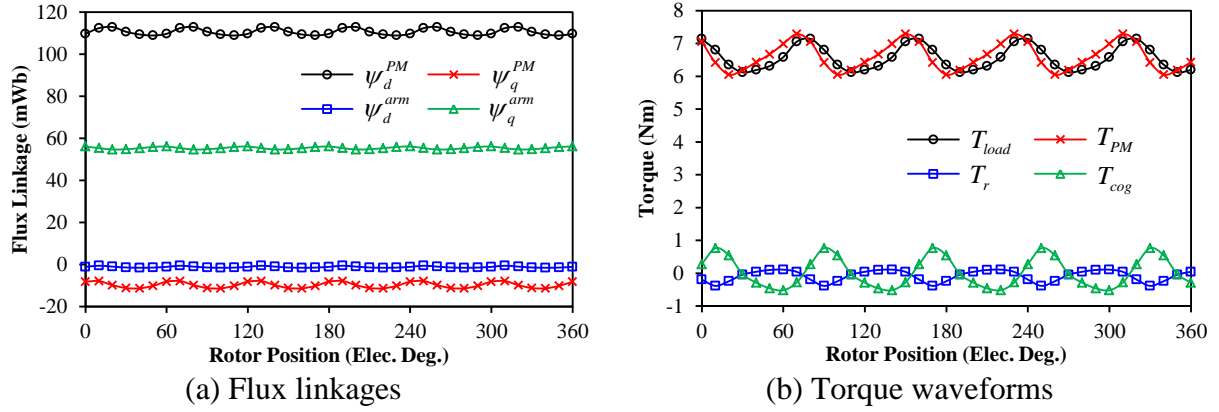 120
100
80
60
40
20
0
-20
Flux Linkage (mWb)
ψ_d^PM
ψ_q^PM
ψ_d^arm
ψ_q^arm
0 60 120 180 240 300 360
Rotor Position (Elec. Deg.)
(a) Flux linkages
8
7
6
5
4
3
2
1
0
-1
Torque (Nm)
T_load
T_PM
T_r
T_cog
0 60 120 180 240 300 360
Rotor Position (Elec. Deg.)
(b) Torque waveforms